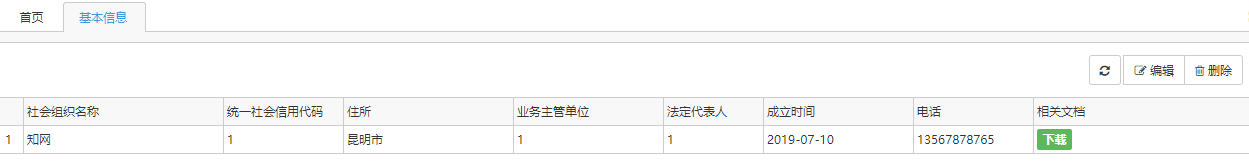 首页 基本信息
编辑 删除
社会组织名称 统一社会信用代码 住所 业务主管单位 法定代表人 成立时间 电话 相关文档
1 知网 1 昆明市 1 1 2019-07-10 13567878765 下载